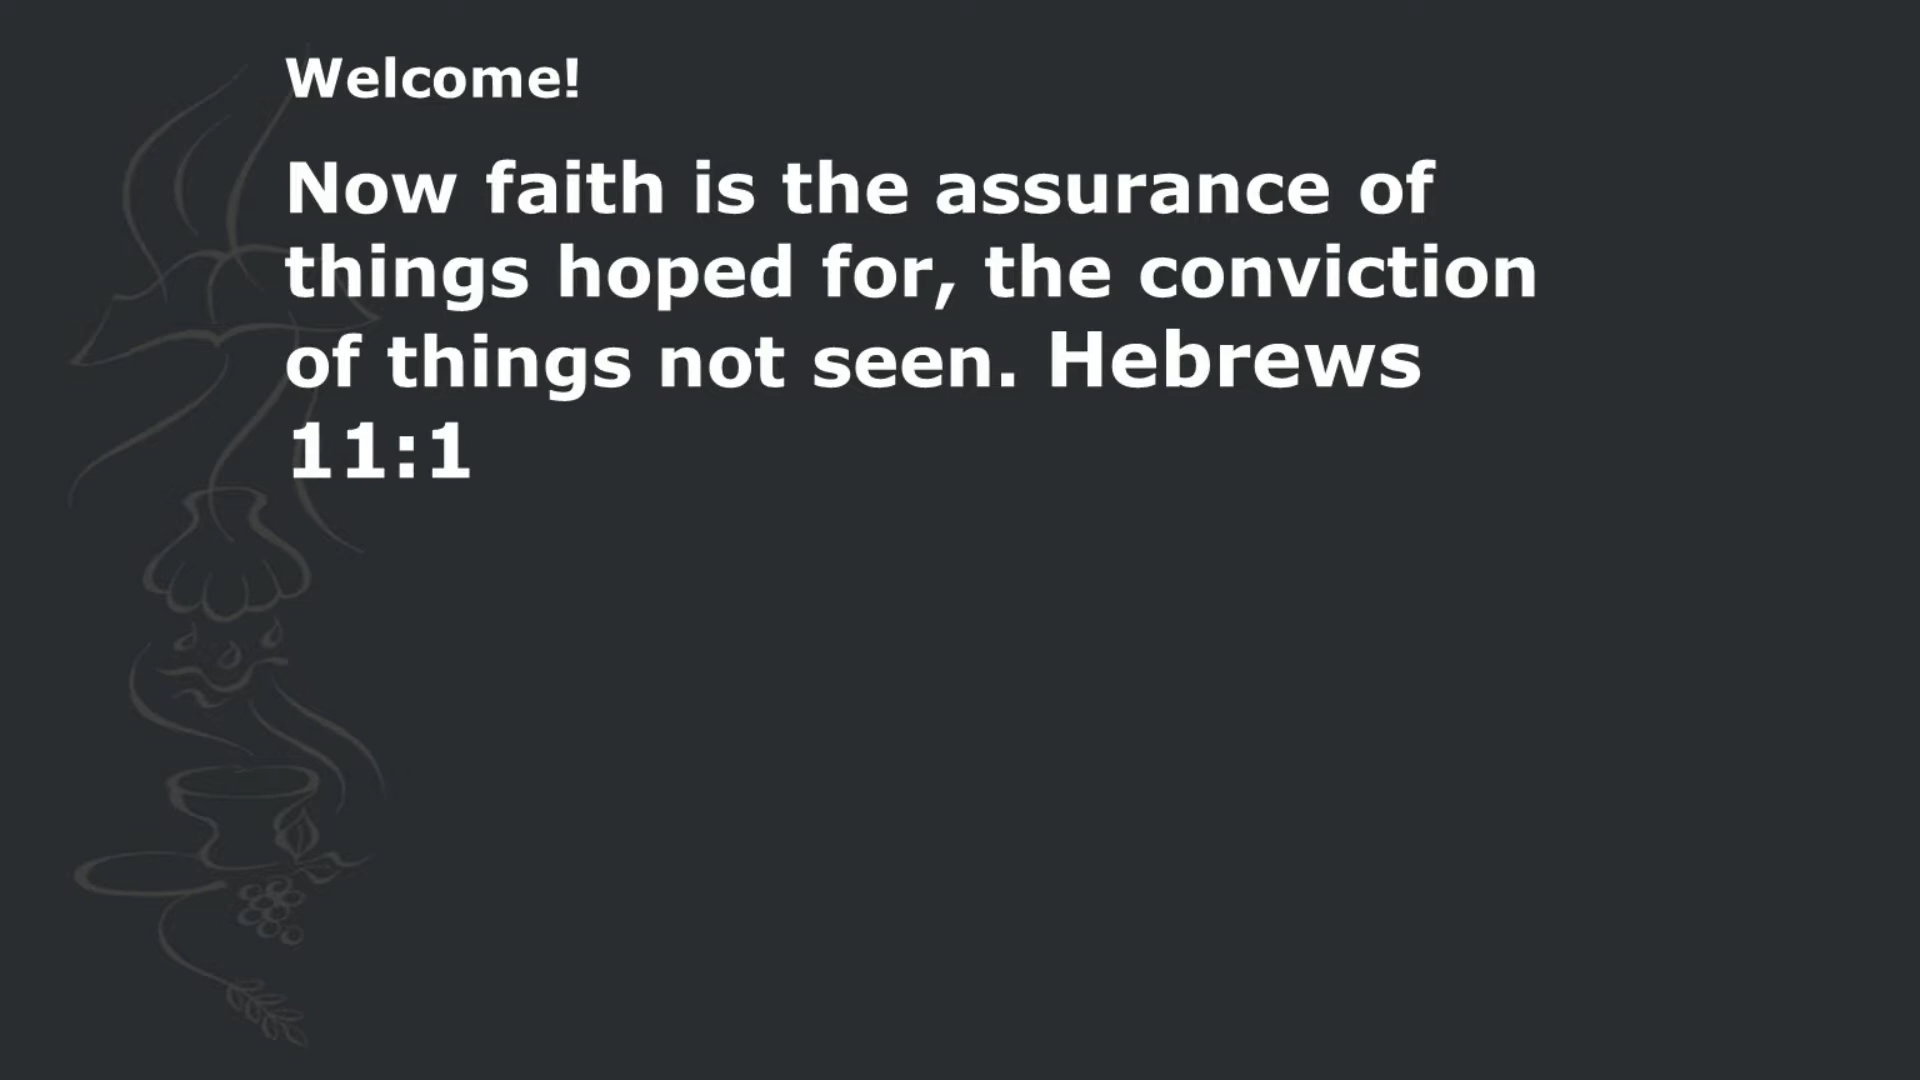 Welcome!
Now faith is the assurance of
things hoped for, the conviction
of things not seen. Hebrews
11:1